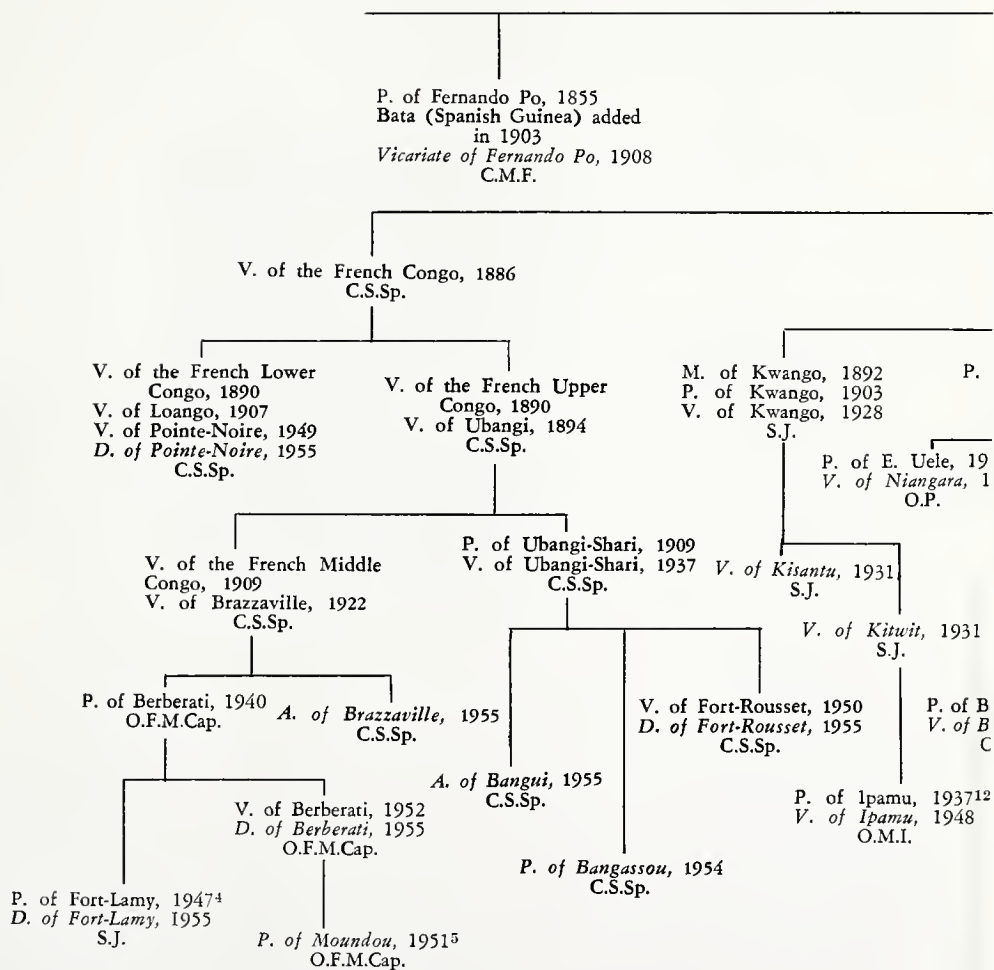 P. of Fernando Po, 1855
Bata (Spanish Guinea) added
in 1903
Vicariate of Fernando Po, 1908
C.M.F.
V. of the French Congo, 1886
C.S.Sp.
V. of the French Lower
Congo, 1890
V. of Loango, 1907
V. of Pointe-Noire, 1949
D. of Pointe-Noire, 1955
C.S.Sp.
V. of the French Upper
Congo, 1890
V. of Ubangi, 1894
C.S.Sp.
M. of Kwango, 1892
P. of Kwango, 1903
V. of Kwango, 1928
S.J.
P.
P. of E. Uele, 19
V. of Niangara, 1
O.P.
V. of the French Middle
Congo, 1909
V. of Brazzaville, 1922
C.S.Sp.
P. of Ubangi-Shari, 1909
V. of Ubangi-Shari, 1937
C.S.Sp.
V. of Kisantu, 1931
S.J.
V. of Kitwit, 1931
S.J.
P. of Berberati, 1940
O.F.M.Cap.
A. of Brazzaville, 1955
C.S.Sp.
V. of Fort-Rousset, 1950
D. of Fort-Rousset, 1955
C.S.Sp.
P. of B
V. of B
C
A. of Bangui, 1955
C.S.Sp.
P. of Ipamu, 1937¹²
V. of Ipamu, 1948
O.M.I.
V. of Berberati, 1952
D. of Berberati, 1955
O.F.M.Cap.
P. of Bangassou, 1954
C.S.Sp.
P. of Fort-Lamy, 1947⁴
D. of Fort-Lamy, 1955
S.J.
P. of Moundou, 1951⁵
O.F.M.Cap.